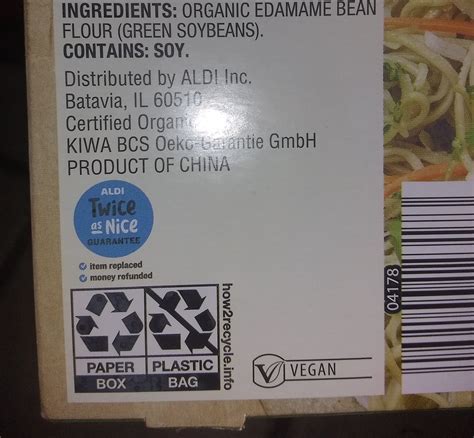 INGREDIENTS: ORGANIC EDAMAME BEAN
FLOUR (GREEN SOYBEANS).
CONTAINS: SOY.
Distributed by ALDI Inc.
Batavia, IL 60510
Certified
KIWA BCS Oeko-Garantie GmbH
PRODUCT OF CHINA
ALDI
Twice
as Nice
GUARANTEE
item replaced
money refunded
PAPER
BOX
PLASTIC
BAG
how2recycle.info
V VEGAN
04178